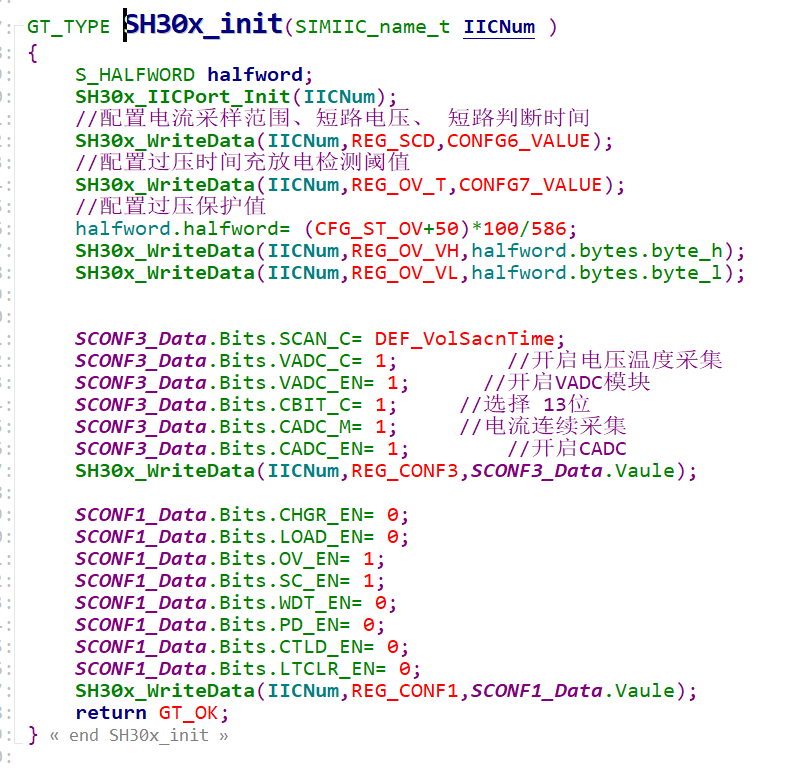 GT_TYPE SH30x_init(SIMIIC_name_t IICNum )
{
S_HALFWORD halfword;
SH30x_IICPort_Init(IICNum);
//配置电流采样范围、短路电压、 短路判断时间
SH30x_WriteData(IICNum,REG_SCD,CONFG6_VALUE);
//配置过压时间充放电检测阈值
SH30x_WriteData(IICNum,REG_OV_T,CONFG7_VALUE);
//配置过压保护值
halfword.halfword= (CFG_ST_OV+50)*100/586;
SH30x_WriteData(IICNum,REG_OV_VH,halfword.bytes.byte_h);
SH30x_WriteData(IICNum,REG_OV_VL,halfword.bytes.byte_l);
SCONF3_Data.Bits.SCAN_C= DEF_VolSacnTime;
SCONF3_Data.Bits.VADC_C= 1; //开启电压温度采集
SCONF3_Data.Bits.VADC_EN= 1; //开启VADC模块
SCONF3_Data.Bits.CBIT_C= 1; //选择 13位
SCONF3_Data.Bits.CADC_M= 1; //电流连续采集
SCONF3_Data.Bits.CADC_EN= 1; //开启CADC
SH30x_WriteData(IICNum,REG_CONF3,SCONF3_Data.Vaule);
SCONF1_Data.Bits.CHGR_EN= 0;
SCONF1_Data.Bits.LOAD_EN= 0;
SCONF1_Data.Bits.OV_EN= 1;
SCONF1_Data.Bits.SC_EN= 1;
SCONF1_Data.Bits.WDT_EN= 0;
SCONF1_Data.Bits.PD_EN= 0;
SCONF1_Data.Bits.CTLD_EN= 0;
SCONF1_Data.Bits.LTCLR_EN= 0;
SH30x_WriteData(IICNum,REG_CONF1,SCONF1_Data.Vaule);
return GT_OK;
} « end SH30x_init »